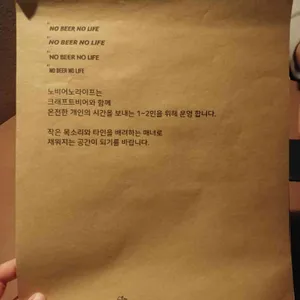 "NO BEER NO LIFE
"NO BEER NO LIFE
"NO BEER NO LIFE
"NO BEER NO LIFE
노비어노라이프는
크래프트비어와 함께
온전한 개인의 시간을 보내는 1~2인을 위해 운영 합니다.
작은 목소리와 타인을 배려하는 매너로
채워지는 공간이 되기를 바랍니다.